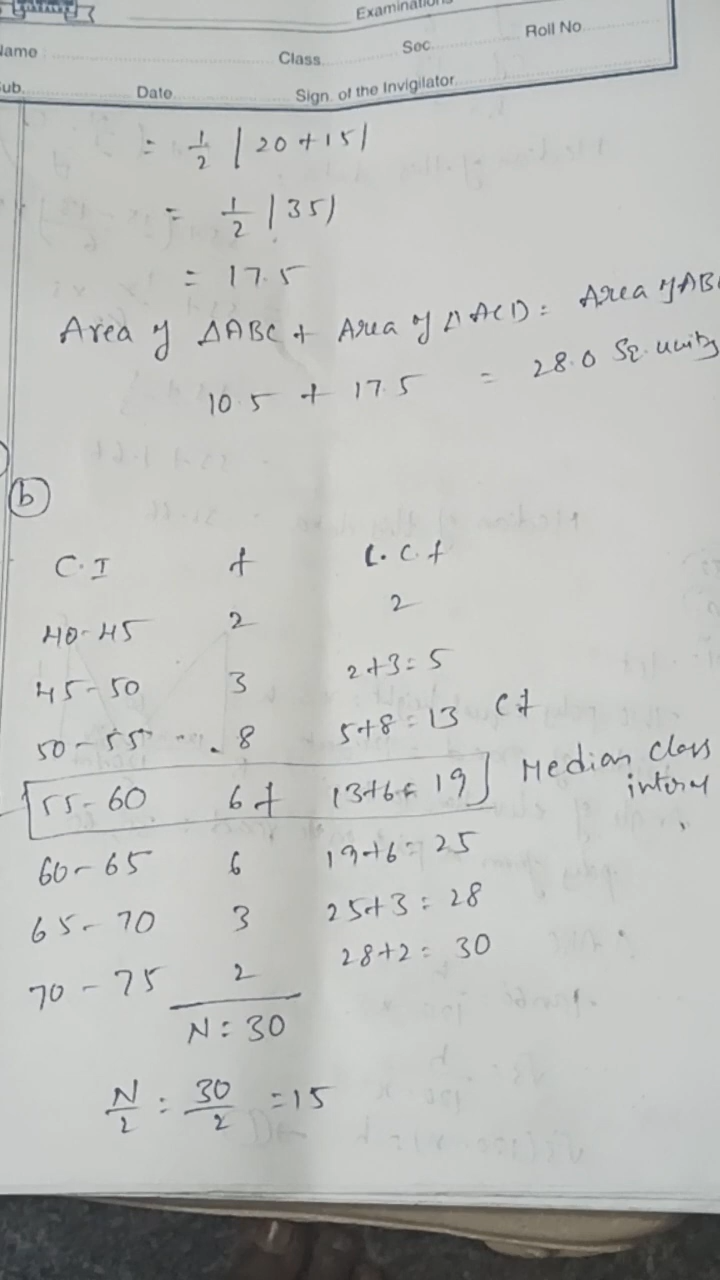 Examination
Name Class Sec. Roll No.
Sub. Date Sign. of the Invigilator
= 1/2 |20+15|
= 1/2 |35|
= 17.5
Area of ΔABC + Area of ΔACD = Area of AB
10.5 + 17.5 = 28.0 Sq. units
(b)
C.I f L.C.f
40-45 2 2
45-50 3 2+3=5
50-55 8 5+8=13 Cf
55-60 6 f 13+6=19 Median Class
60-65 6 19+6=25
65-70 3 25+3=28
70-75 2 28+2=30
N=30
N/2 = 30/2 =15